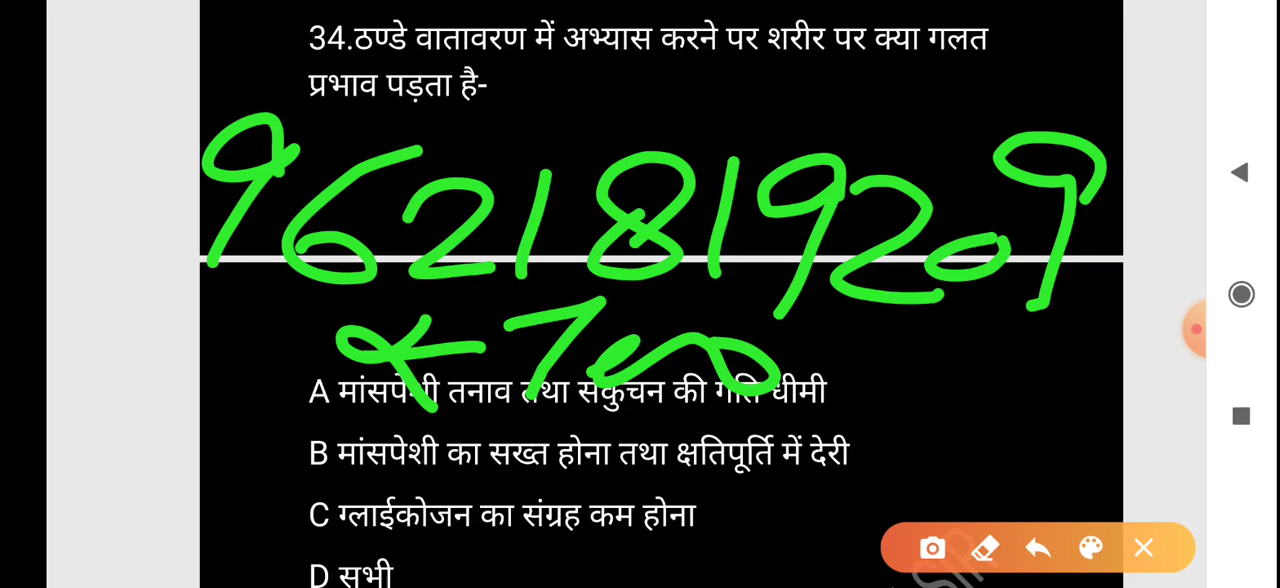 34.ठण्डे वातावरण में अभ्यास करने पर शरीर पर क्या गलत
प्रभाव पड़ता है-
9621819209
A मांसपेशी तनाव तथा संकुचन की गति धीमी
B मांसपेशी का सख्त होना तथा क्षतिपूर्ति में देरी
C ग्लाईकोजन का संग्रह कम होना
D सभी